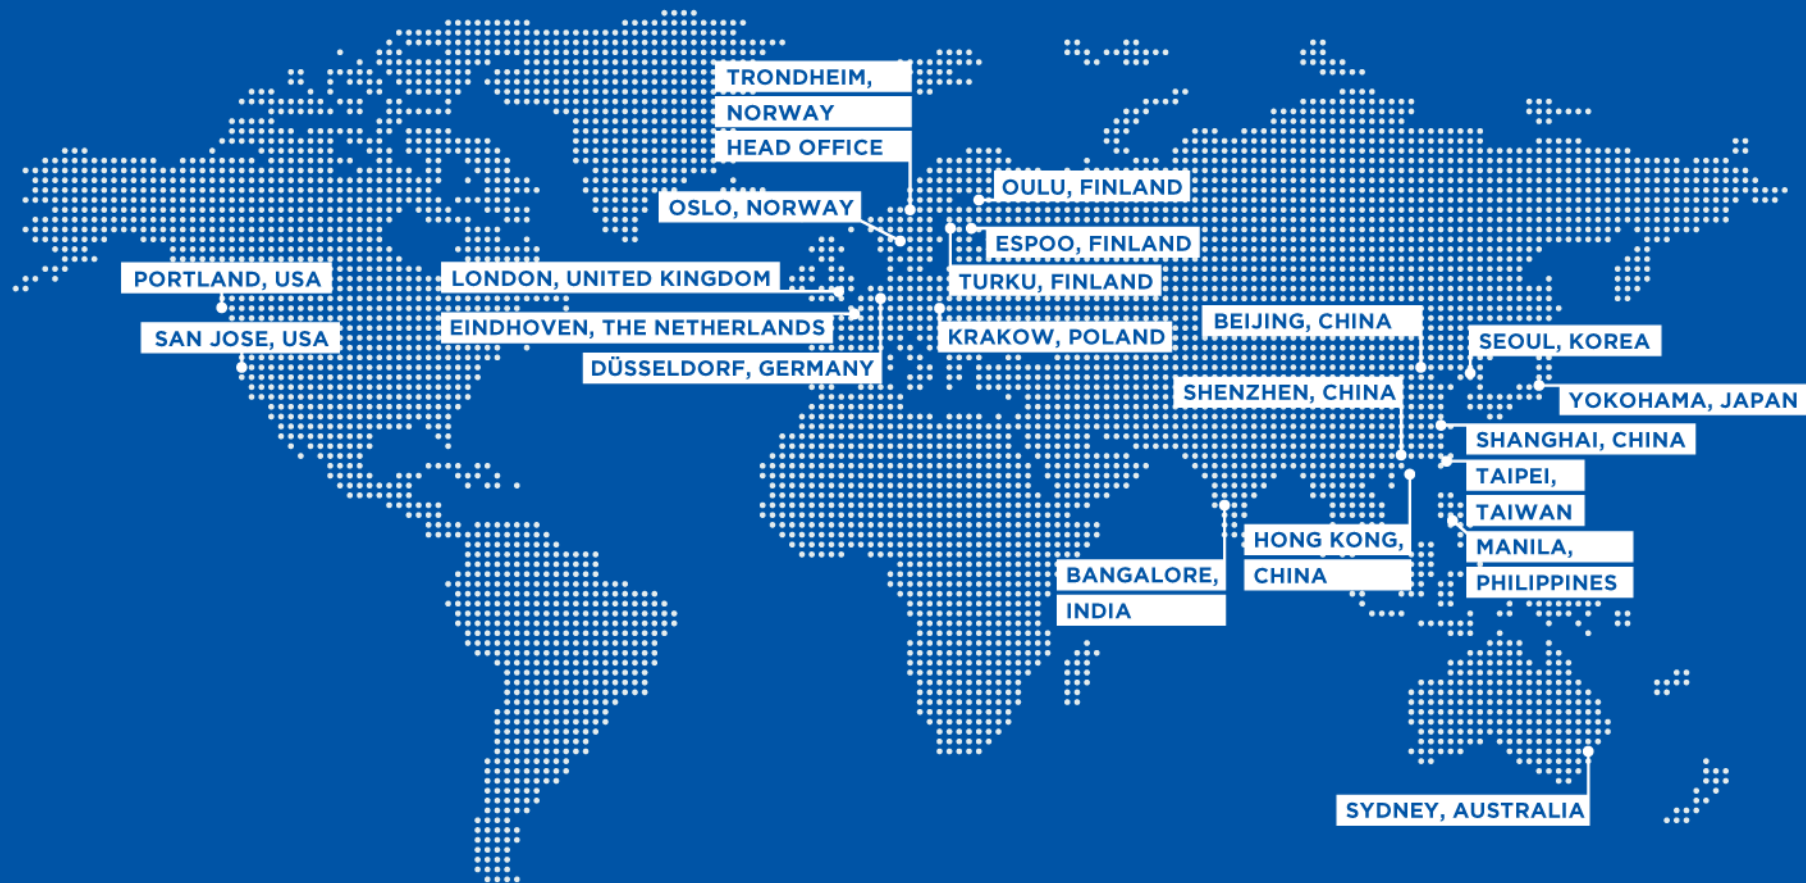 TRONDHEIM,
NORWAY
HEAD OFFICE
OULU, FINLAND
OSLO, NORWAY
ESPOO, FINLAND
PORTLAND, USA
LONDON, UNITED KINGDOM
TURKU, FINLAND
SAN JOSE, USA
EINDHOVEN, THE NETHERLANDS
KRAKOW, POLAND
BEIJING, CHINA
SEOUL, KOREA
DÜSSELDORF, GERMANY
SHENZHEN, CHINA
YOKOHAMA, JAPAN
SHANGHAI, CHINA
TAIPEI,
TAIWAN
HONG KONG,
CHINA
MANILA,
PHILIPPINES
BANGALORE,
INDIA
SYDNEY, AUSTRALIA